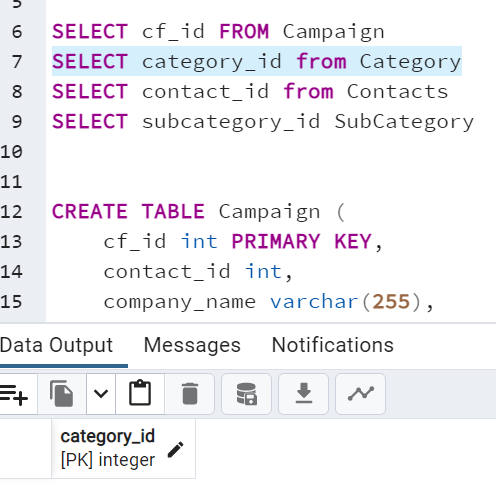 5
6 SELECT cf_id FROM Campaign
7 SELECT category_id from Category
8 SELECT contact_id from Contacts
9 SELECT subcategory_id SubCategory
10
11
12 CREATE TABLE Campaign (
13 cf_id int PRIMARY KEY,
14 contact_id int,
15 company_name varchar(255),
Data Output Messages Notifications
category_id
[PK] integer